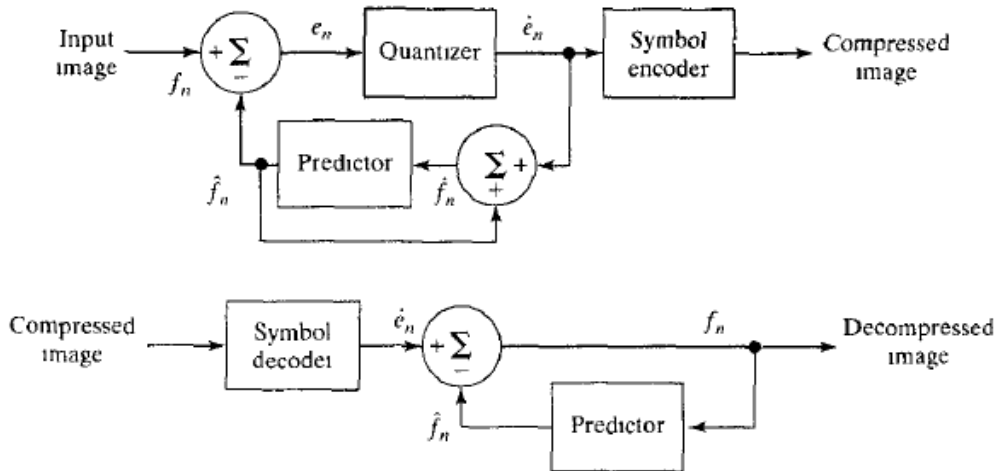 Input
image
f_n
+ Σ
−
e_n
Quantizer
ė_n
Symbol
encoder
Compressed
image
f̂_n
Predictor
ḟ_n
Σ +
+
Compressed
image
Symbol
decoder
ė_n
+ Σ
−
f_n
Decompressed
image
f̂_n
Predictor